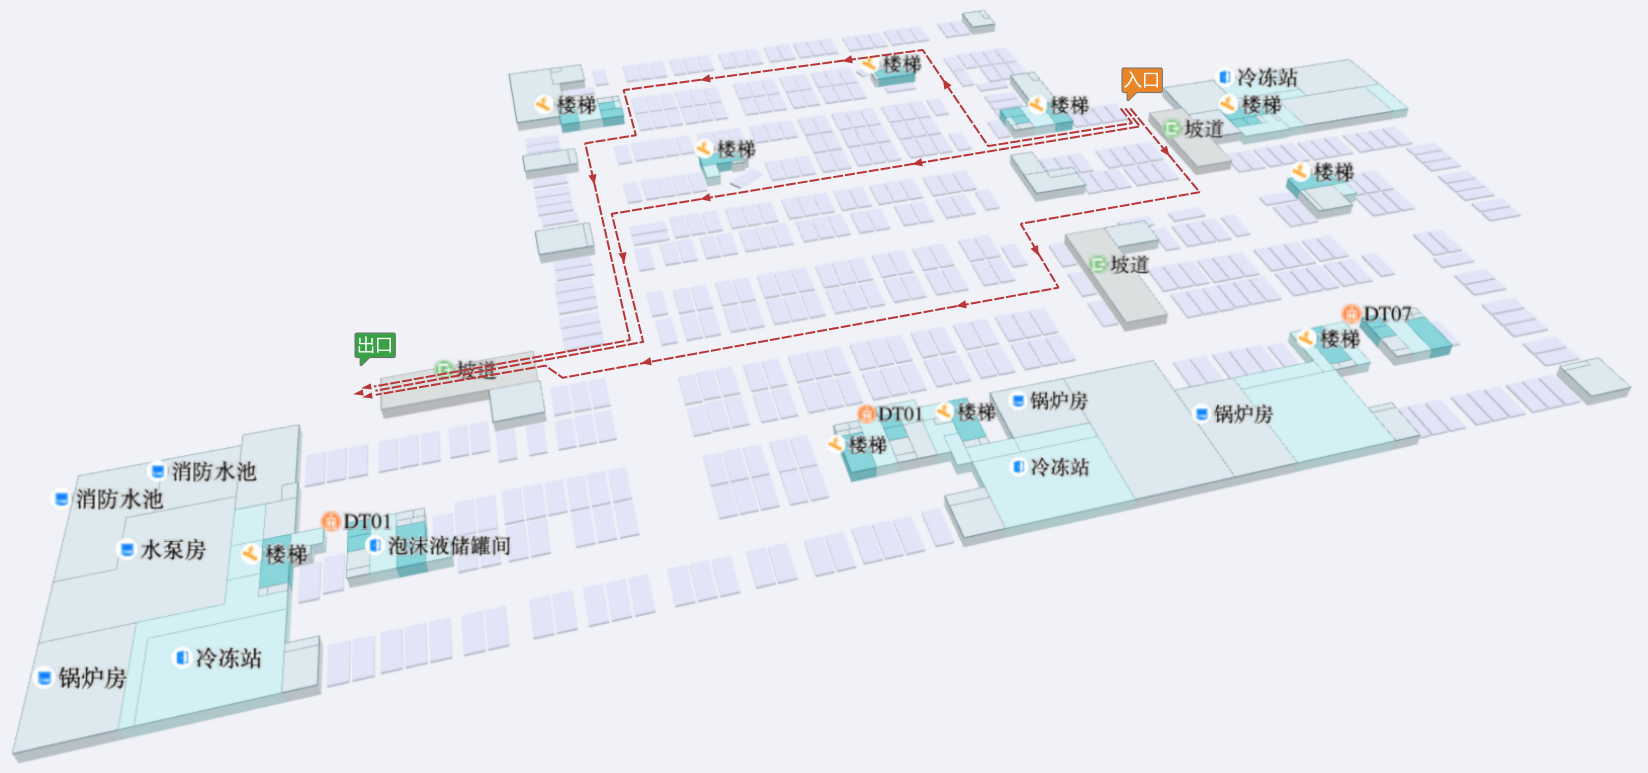 楼梯
冷冻站
入口
楼梯
楼梯
楼梯
坡道
楼梯
楼梯
坡道
DT07
楼梯
出口
坡道
DT01
楼梯
锅炉房
锅炉房
楼梯
冷冻站
消防水池
消防水池
DT01
水泵房
楼梯
泡沫液储罐间
冷冻站
锅炉房